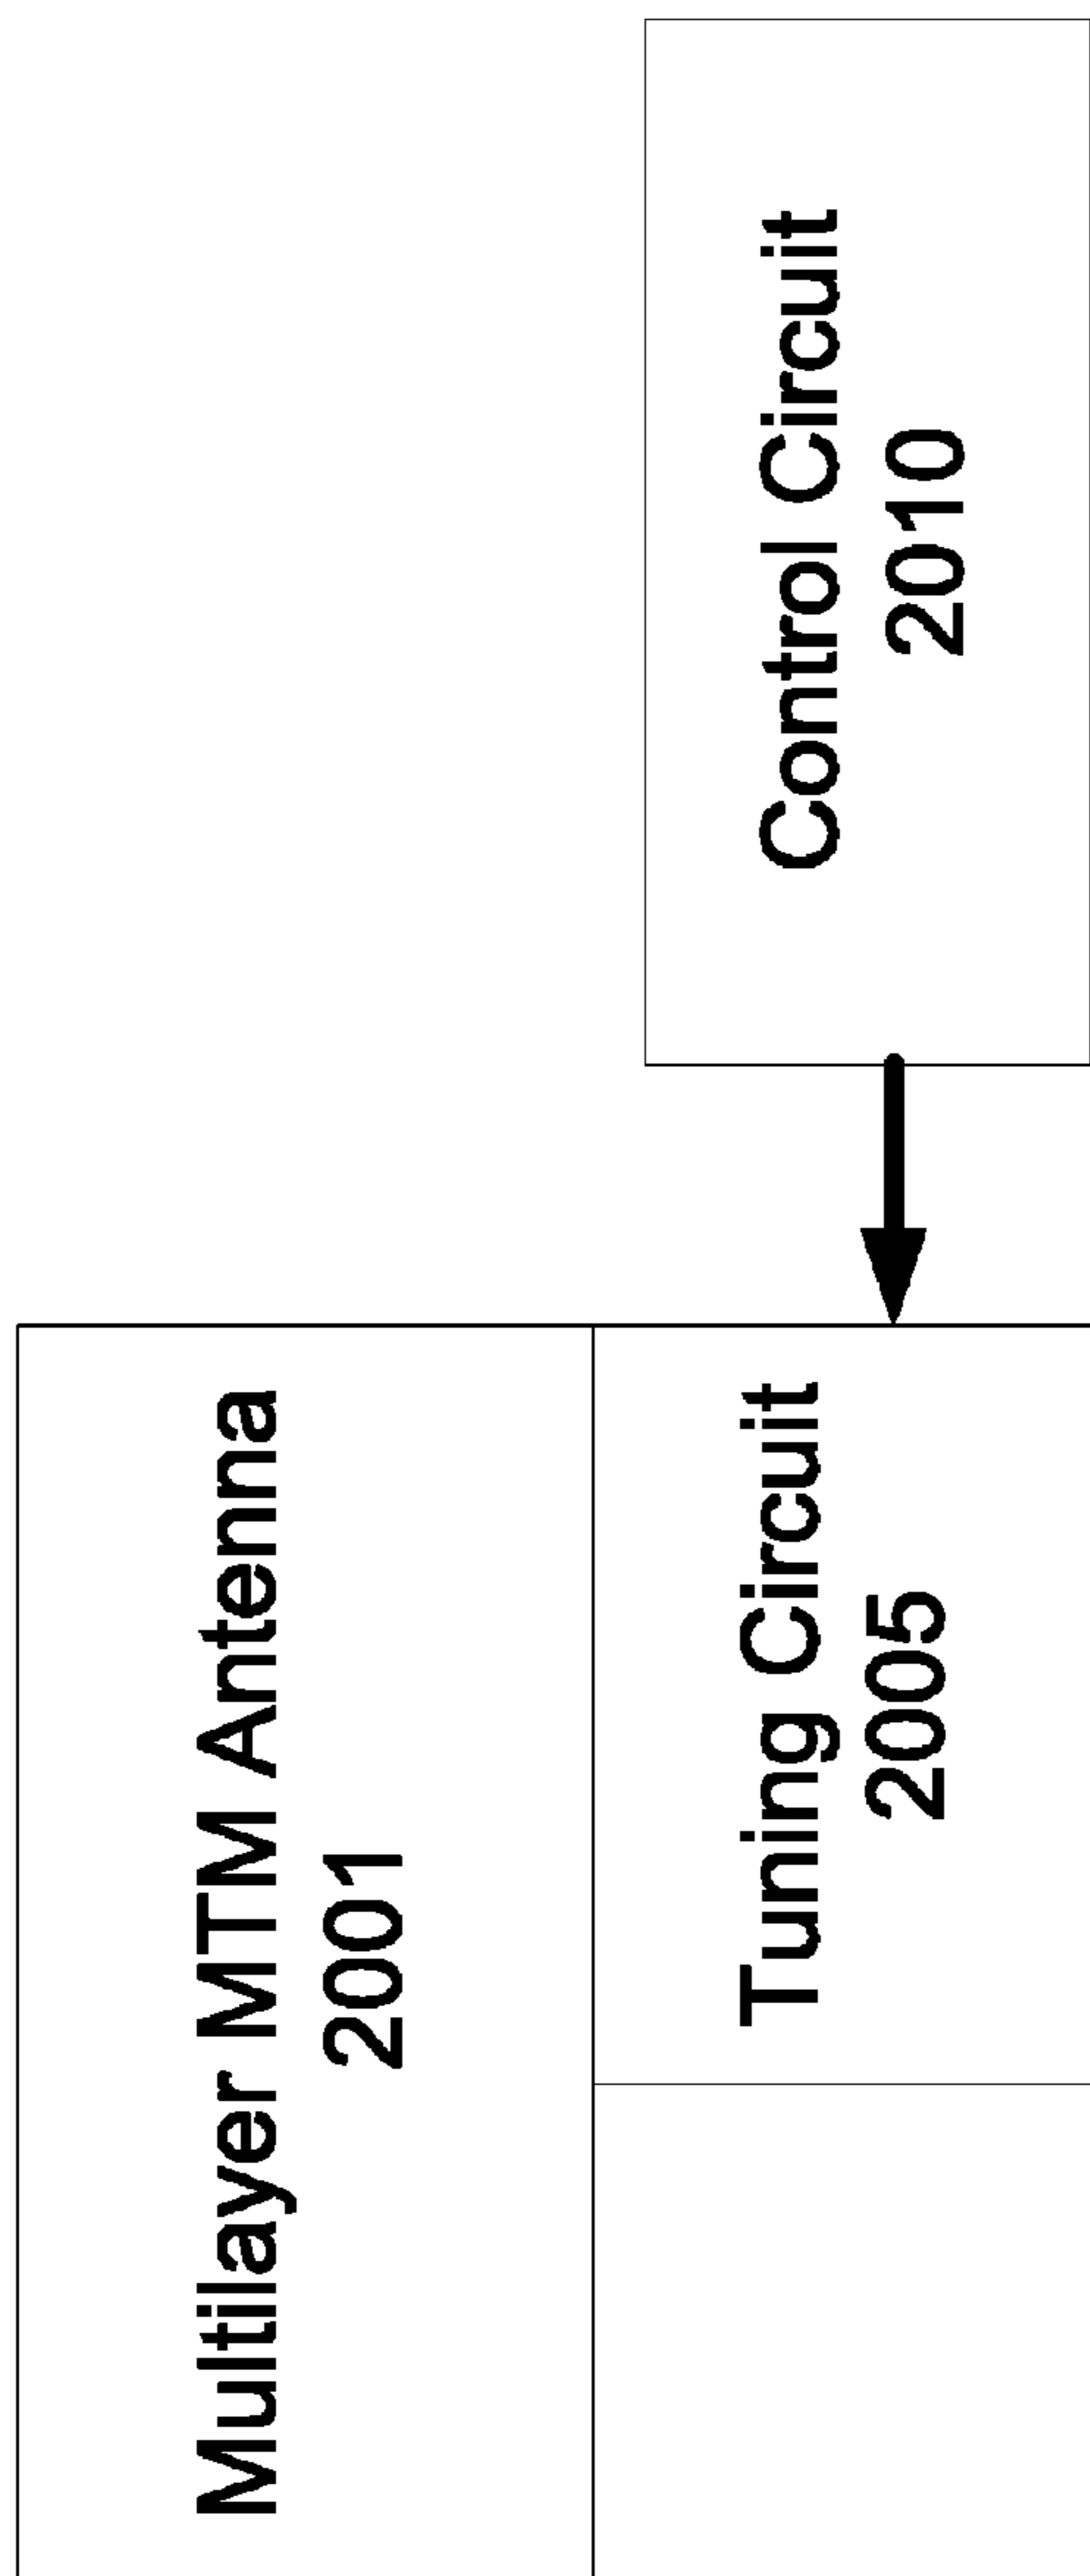 Multilayer MTM Antenna
2001
Tuning Circuit
2005
Control Circuit
2010